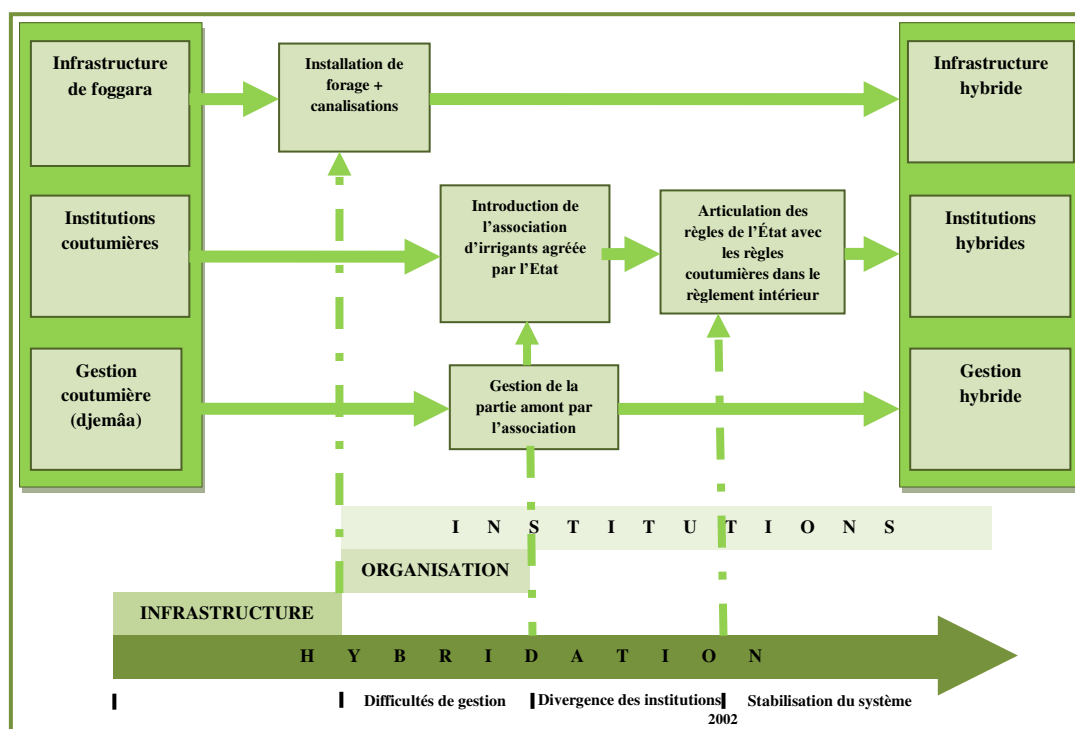 Infrastructure
de foggara
Installation de
forage +
canalisations
Infrastructure
hybride
Institutions
coutumières
Introduction de
l’association
d’irrigants agréée
par l’Etat
Articulation des
règles de l’État avec
les règles
coutumières dans le
règlement intérieur
Institutions
hybrides
Gestion
coutumière
(djemâa)
Gestion de la
partie amont par
l’association
Gestion
hybride
I N S T I T U T I O N S
ORGANISATION
INFRASTRUCTURE
H Y B R I D A T I O N
Difficultés de gestion
Divergence des institutions
Stabilisation du système
2002